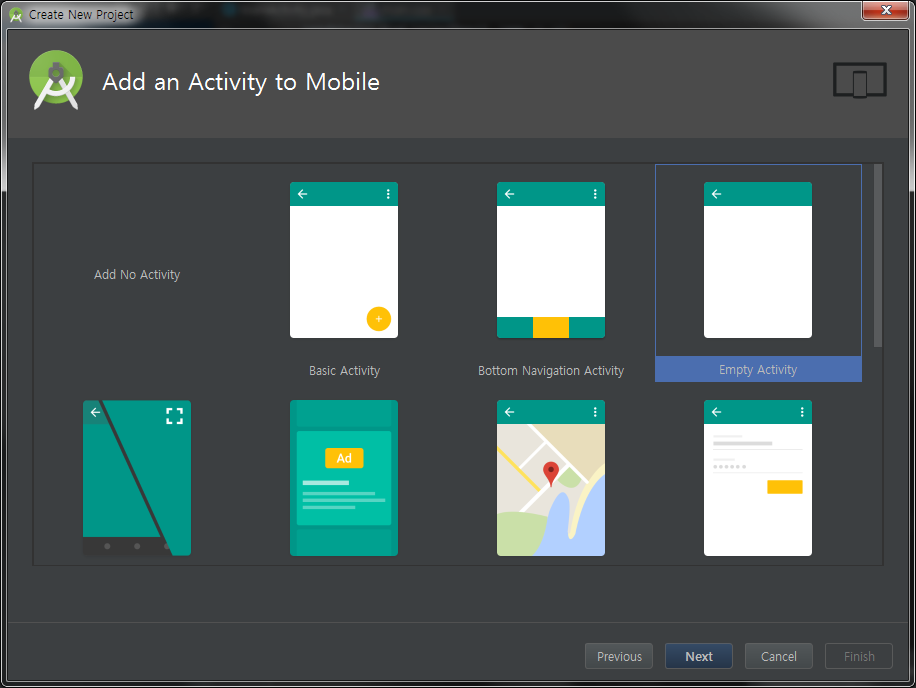 Create New Project
Add an Activity to Mobile
Add No Activity
Basic Activity
Bottom Navigation Activity
Empty Activity
Ad
Previous
Next
Cancel
Finish